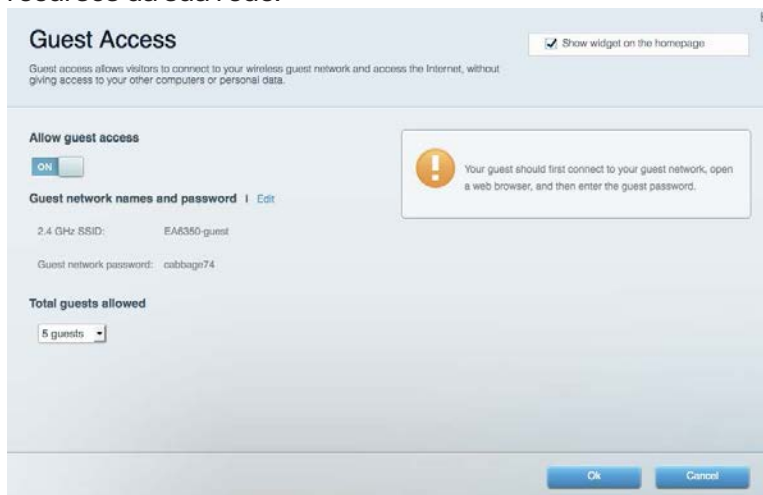 recursos da sua rede.
Guest Access
Show widget on the homepage
Guest access allows visitors to connect to your wireless guest network and access the Internet, without
giving access to your other computers or personal data.
Allow guest access
ON
Your guest should first connect to your guest network, open
a web browser, and then enter the guest password.
Guest network names and password | Edit
2.4 GHz SSID: EA6350-guest
Guest network password: cabbage74
Total guests allowed
5 guests
Ok Cancel